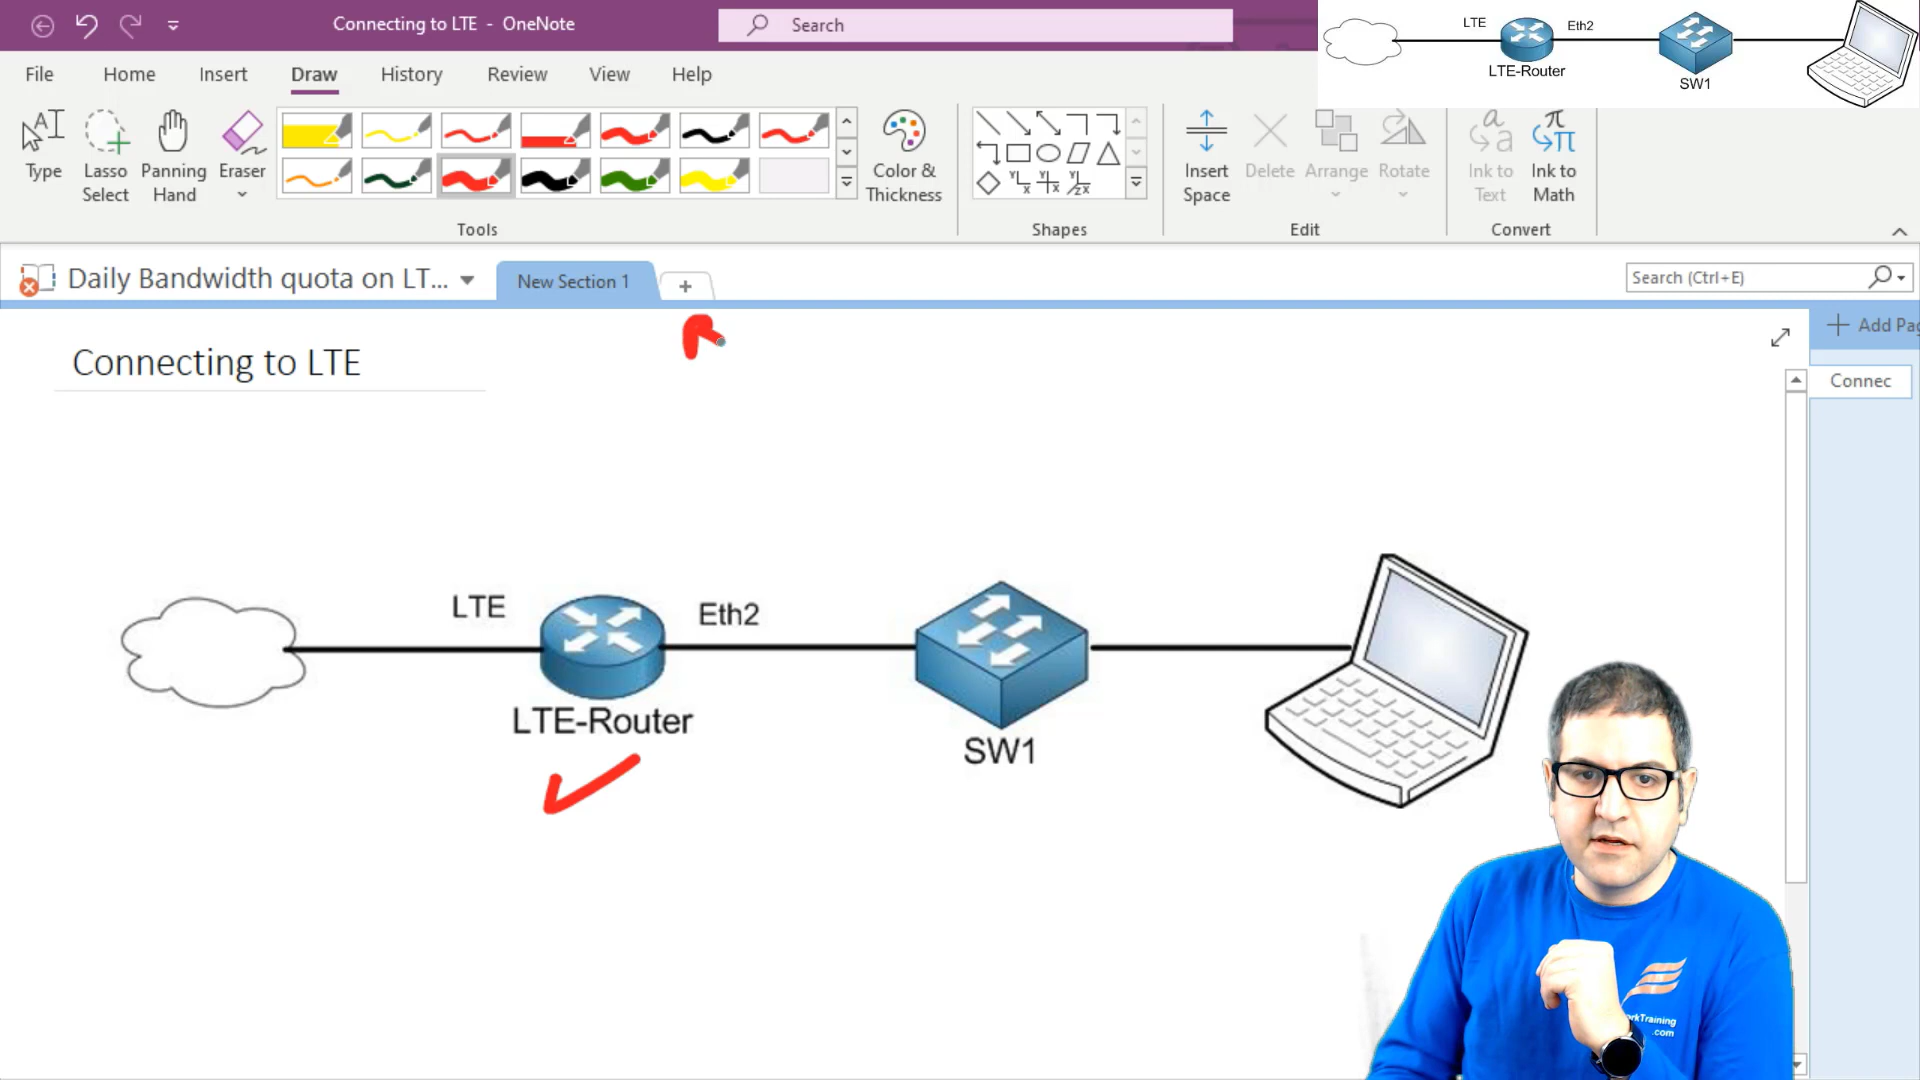 Connecting to LTE - OneNote
Search
LTE
Eth2
LTE-Router
SW1
File
Home
Insert
Draw
History
Review
View
Help
Type
Lasso
Select
Panning
Hand
Eraser
Color &
Thickness
Insert
Space
Delete
Arrange
Rotate
Ink to
Text
Ink to
Math
Tools
Shapes
Edit
Convert
Daily Bandwidth quota on LT...
New Section 1
+
Search (Ctrl+E)
Add Pag
Connecting to LTE
Connec
LTE
Eth2
LTE-Router
SW1
orkTraining
.com